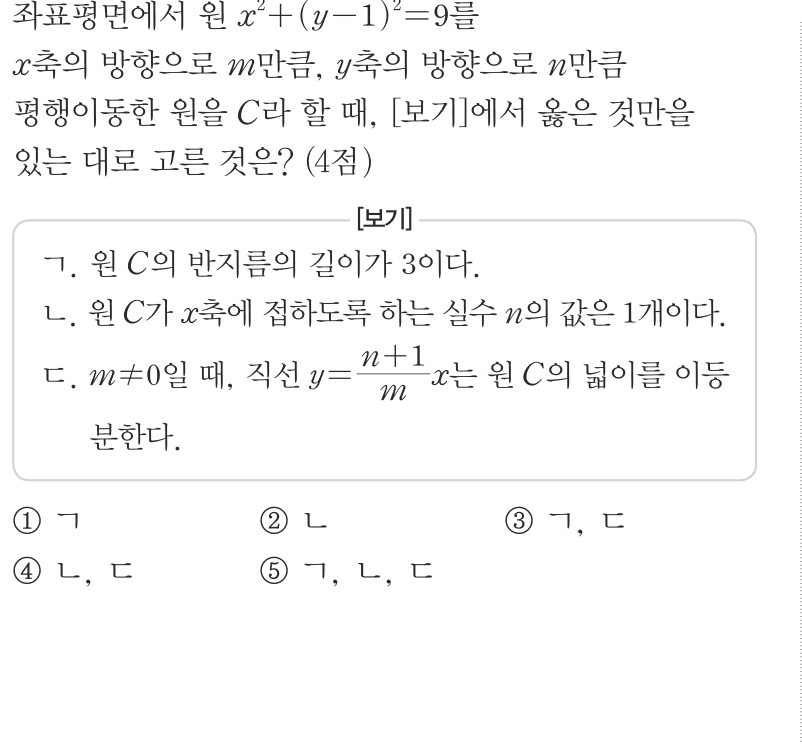 좌표평면에서 원 x²+(y−1)²=9를
x축의 방향으로 m만큼, y축의 방향으로 n만큼
평행이동한 원을 C라 할 때, [보기]에서 옳은 것만을
있는 대로 고른 것은? (4점)
[보기]
ㄱ. 원 C의 반지름의 길이가 3이다.
ㄴ. 원 C가 x축에 접하도록 하는 실수 n의 값은 1개이다.
ㄷ. m≠0일 때, 직선 y=\frac{n+1}{m}x는 원 C의 넓이를 이등
분한다.
① ㄱ ② ㄴ ③ ㄱ, ㄷ
④ ㄴ, ㄷ ⑤ ㄱ, ㄴ, ㄷ